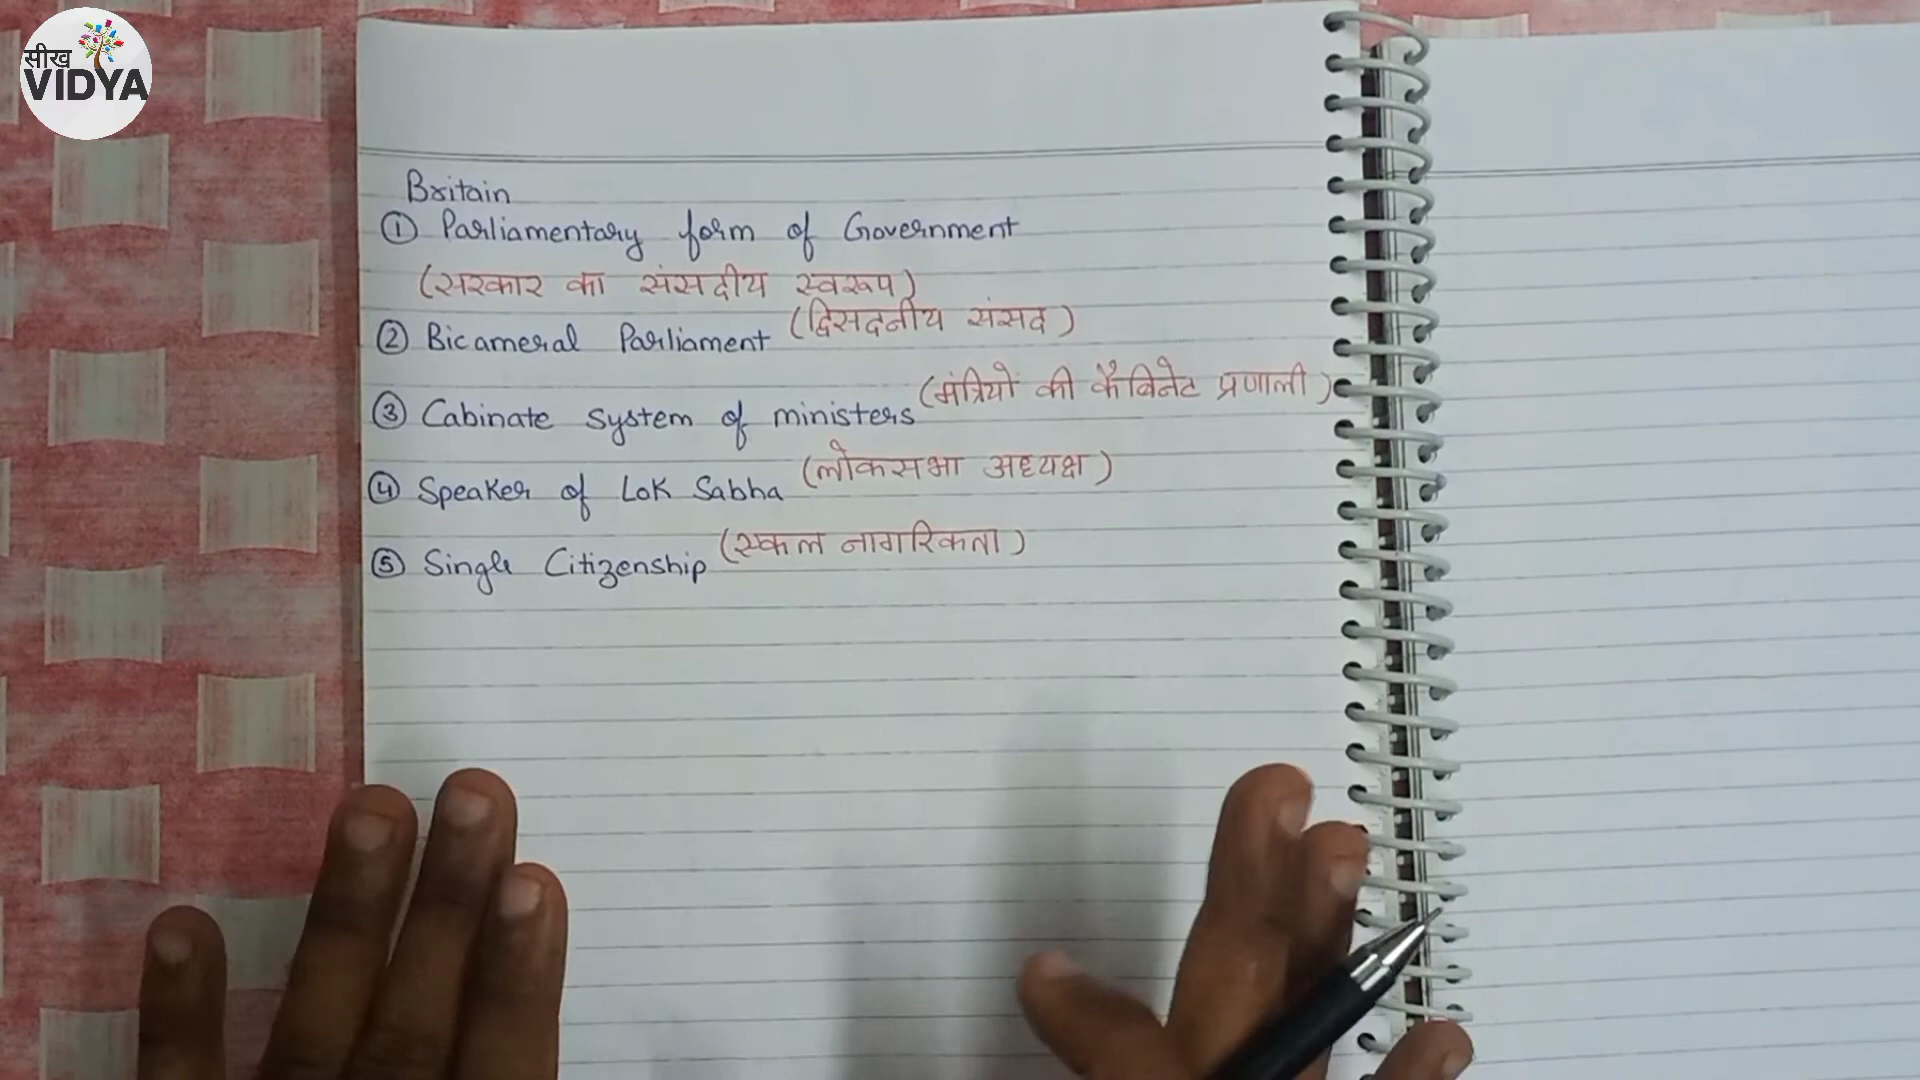 सीख
VIDYA
Britain
① Parliamentary form of Government
(सरकार का संसदीय स्वरूप)
② Bicameral Parliament (द्विसदनीय संसद)
③ Cabinate system of ministers (मंत्रियो की कैबिनेट प्रणाली)
④ Speaker of Lok Sabha (लोकसभा अध्यक्ष)
⑤ Single Citizenship (एकल नागरिकता)